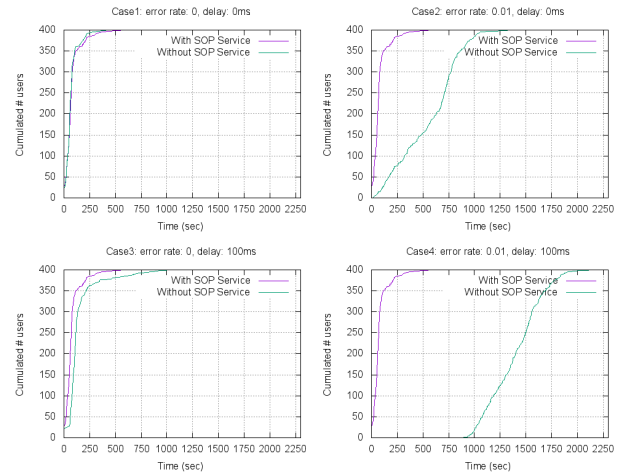 Case1: error rate: 0, delay: 0ms
With SOP Service
Without SOP Service
Cumulated # users
400
350
300
250
200
150
100
50
0
0 250 500 750 1000 1250 1500 1750 2000 2250
Time (sec)
Case2: error rate: 0.01, delay: 0ms
With SOP Service
Without SOP Service
Cumulated # users
400
350
300
250
200
150
100
50
0
0 250 500 750 1000 1250 1500 1750 2000 2250
Time (sec)
Case3: error rate: 0, delay: 100ms
With SOP Service
Without SOP Service
Cumulated # users
400
350
300
250
200
150
100
50
0
0 250 500 750 1000 1250 1500 1750 2000 2250
Time (sec)
Case4: error rate: 0.01, delay: 100ms
With SOP Service
Without SOP Service
Cumulated # users
400
350
300
250
200
150
100
50
0
0 250 500 750 1000 1250 1500 1750 2000 2250
Time (sec)